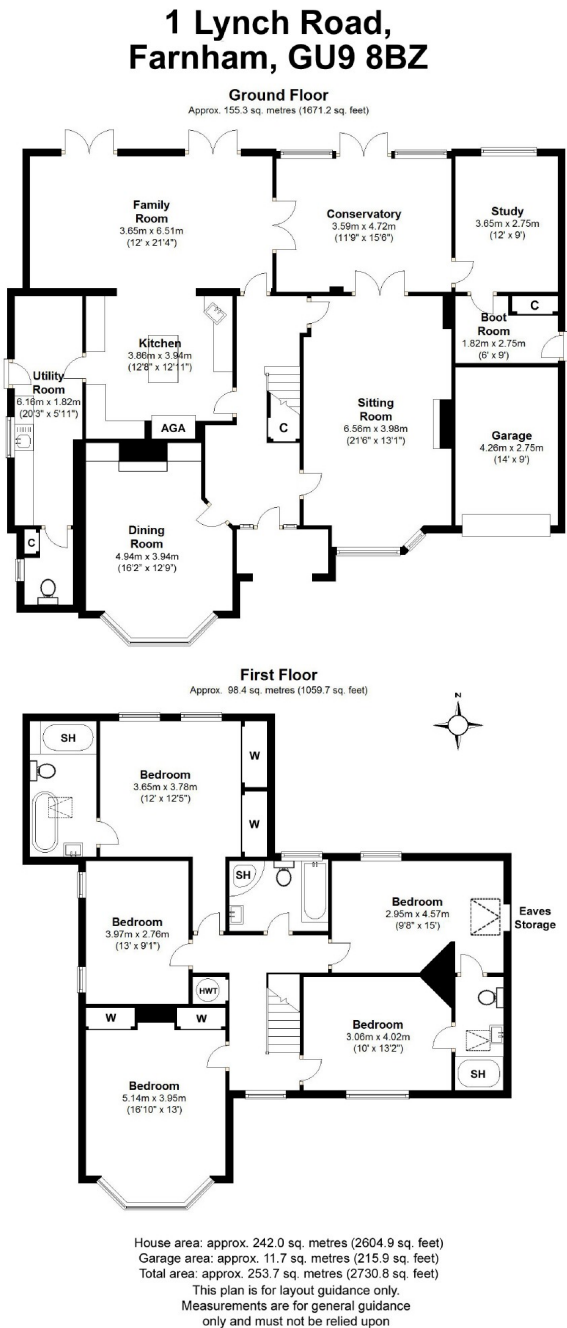 1 Lynch Road,
Farnham, GU9 8BZ
Ground Floor
Approx. 155.3 sq. metres (1671.2 sq. feet)
Family
Room
3.65m x 6.51m
(12' x 21'4")
Conservatory
3.59m x 4.72m
(11'9" x 15'6")
Study
3.65m x 2.75m
(12' x 9')
C
Boot
Room
1.82m x 2.75m
(6' x 9')
Kitchen
3.86m x 3.94m
(12'8" x 12'11")
Utility
Room
6.16m x 1.82m
(20'3" x 5'11")
AGA
C
Sitting
Room
6.56m x 3.98m
(21'6" x 13'1")
Garage
4.26m x 2.75m
(14' x 9')
Dining
Room
4.94m x 3.94m
(16'2" x 12'9")
C
First Floor
Approx. 98.4 sq. metres (1059.7 sq. feet)
N
SH
W
Bedroom
3.65m x 3.78m
(12' x 12'5")
W
SH
Bedroom
2.95m x 4.57m
(9'8" x 15')
Eaves
Storage
Bedroom
3.97m x 2.76m
(13' x 9'1")
HWT
W
W
Bedroom
3.06m x 4.02m
(10' x 13'2")
SH
Bedroom
5.14m x 3.95m
(16'10" x 13')
House area: approx. 242.0 sq. metres (2604.9 sq. feet)
Garage area: approx. 11.7 sq. metres (215.9 sq. feet)
Total area: approx. 253.7 sq. metres (2730.8 sq. feet)
This plan is for layout guidance only.
Measurements are for general guidance
only and must not be relied upon